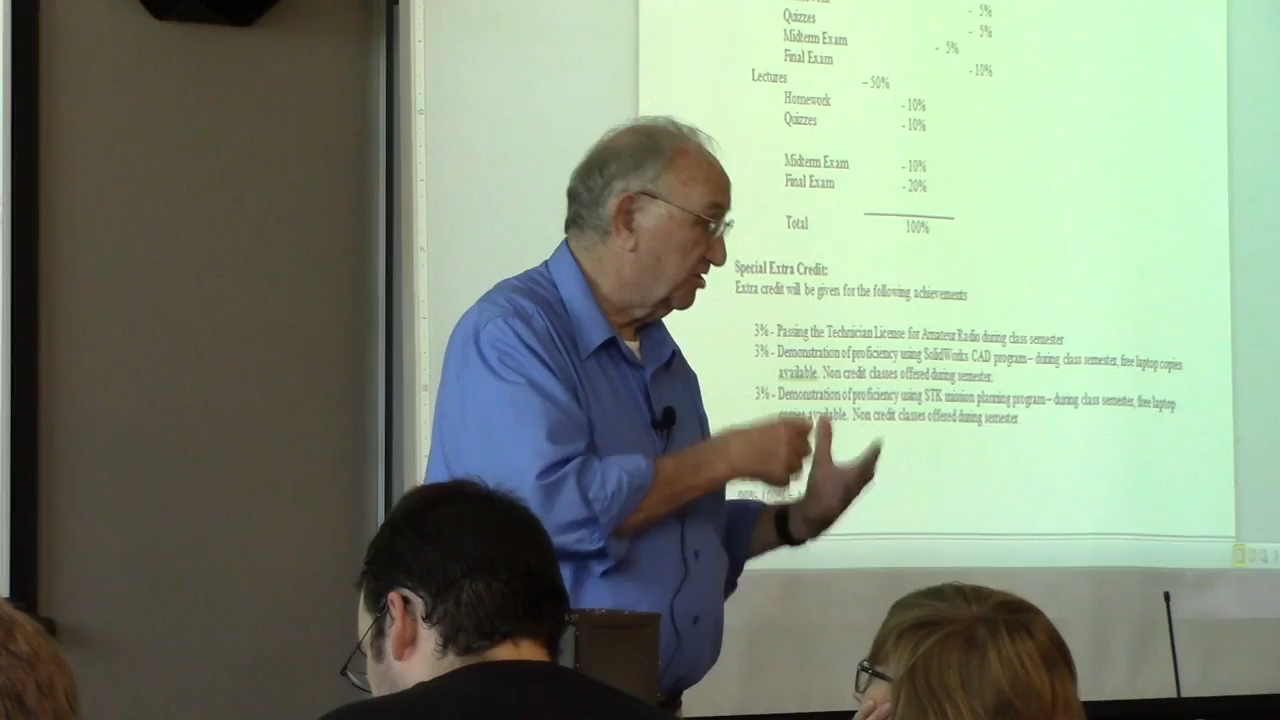 - 5%
Quizzes - 5%
Midterm Exam - 5%
Final Exam - 10%
Lectures – 50%
Homework - 10%
Quizzes - 10%
Midterm Exam - 10%
Final Exam - 20%
Total 100%
Special Extra Credit:
Extra credit will be given for the following achievements
3% - Passing the Technician License for Amateur Radio during class semester
3% - Demonstration of proficiency using SolidWorks CAD program – during class semester, free laptop copies
available. Non credit classes offered during semester.
3% - Demonstration of proficiency using STK mission planning program – during class semester, free laptop
copies available. Non credit classes offered during semester